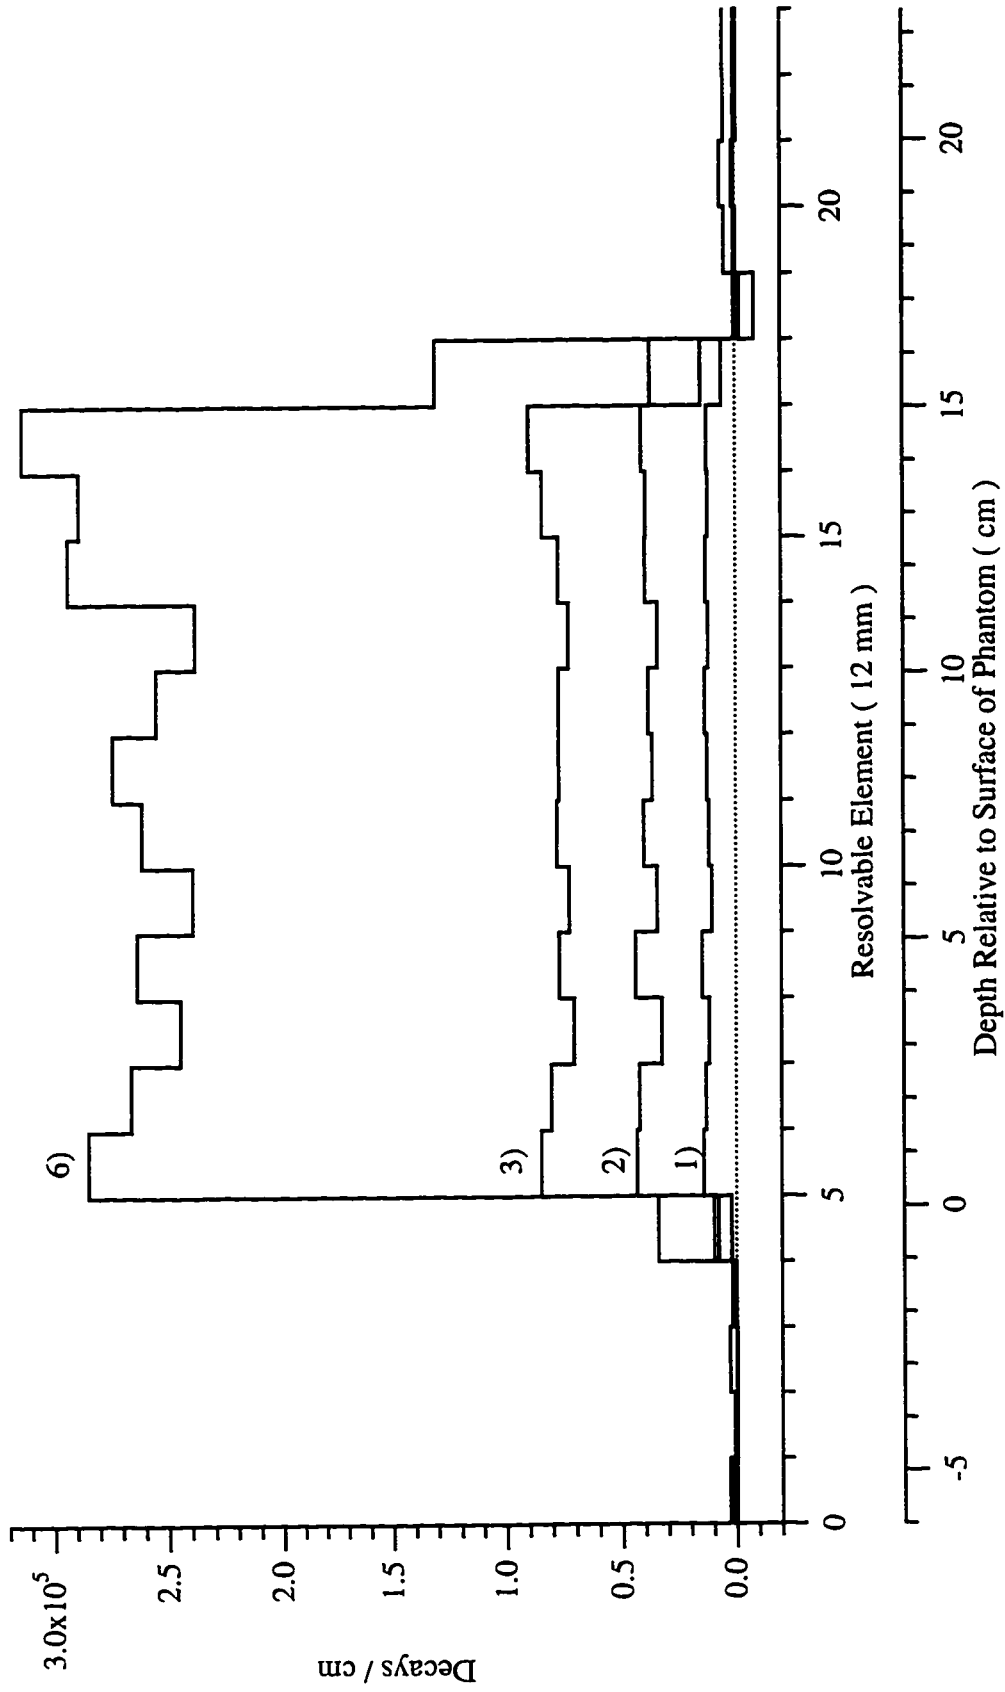 Decays / cm
3.0x10⁵
2.5
2.0
1.5
1.0
0.5
0.0
6)
3)
2)
1)
0 5 10 15 20
Resolvable Element ( 12 mm )
-5 0 5 10 15 20
Depth Relative to Surface of Phantom ( cm )